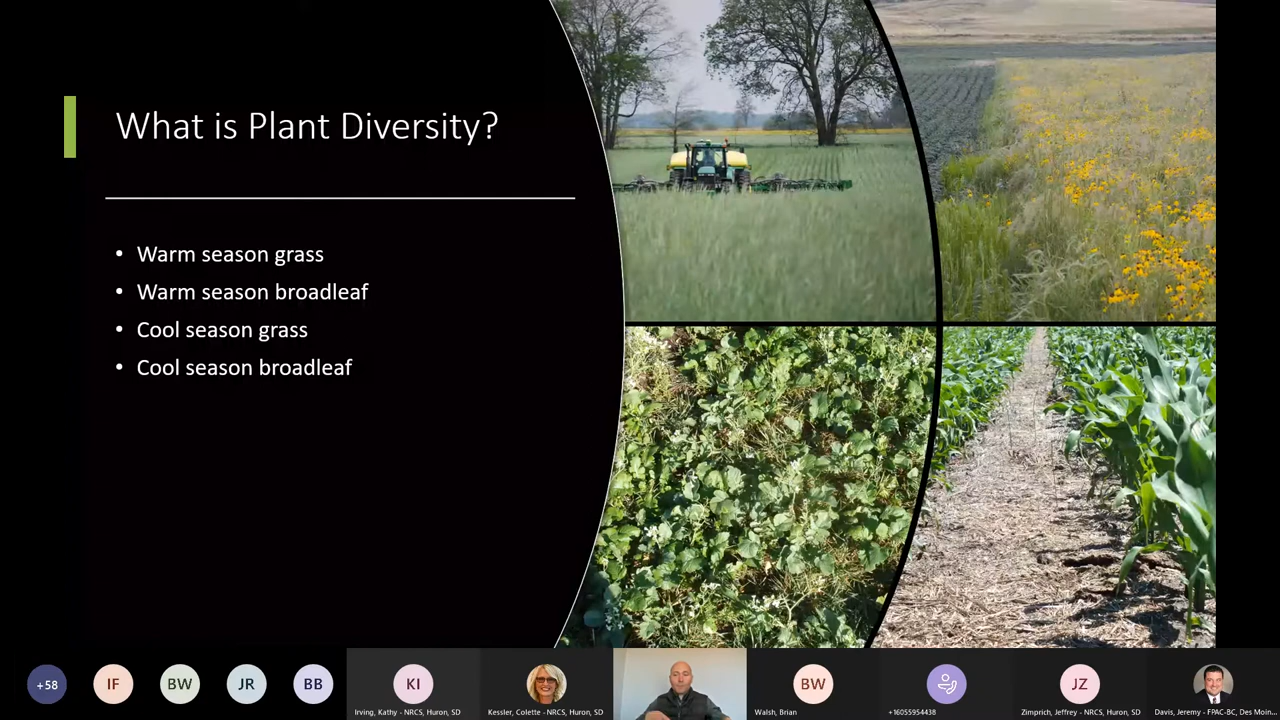 What is Plant Diversity?
• Warm season grass
• Warm season broadleaf
• Cool season grass
• Cool season broadleaf
+58
IF
BW
JR
BB
KI
BW
JZ
Irving, Kathy - NRCS, Huron, SD
Kessler, Colette - NRCS, Huron, SD
Walsh, Brian
+16055954438
Zimprich, Jeffrey - NRCS, Huron, SD
Davis, Jeremy - FPAC-BC, Des Moin...